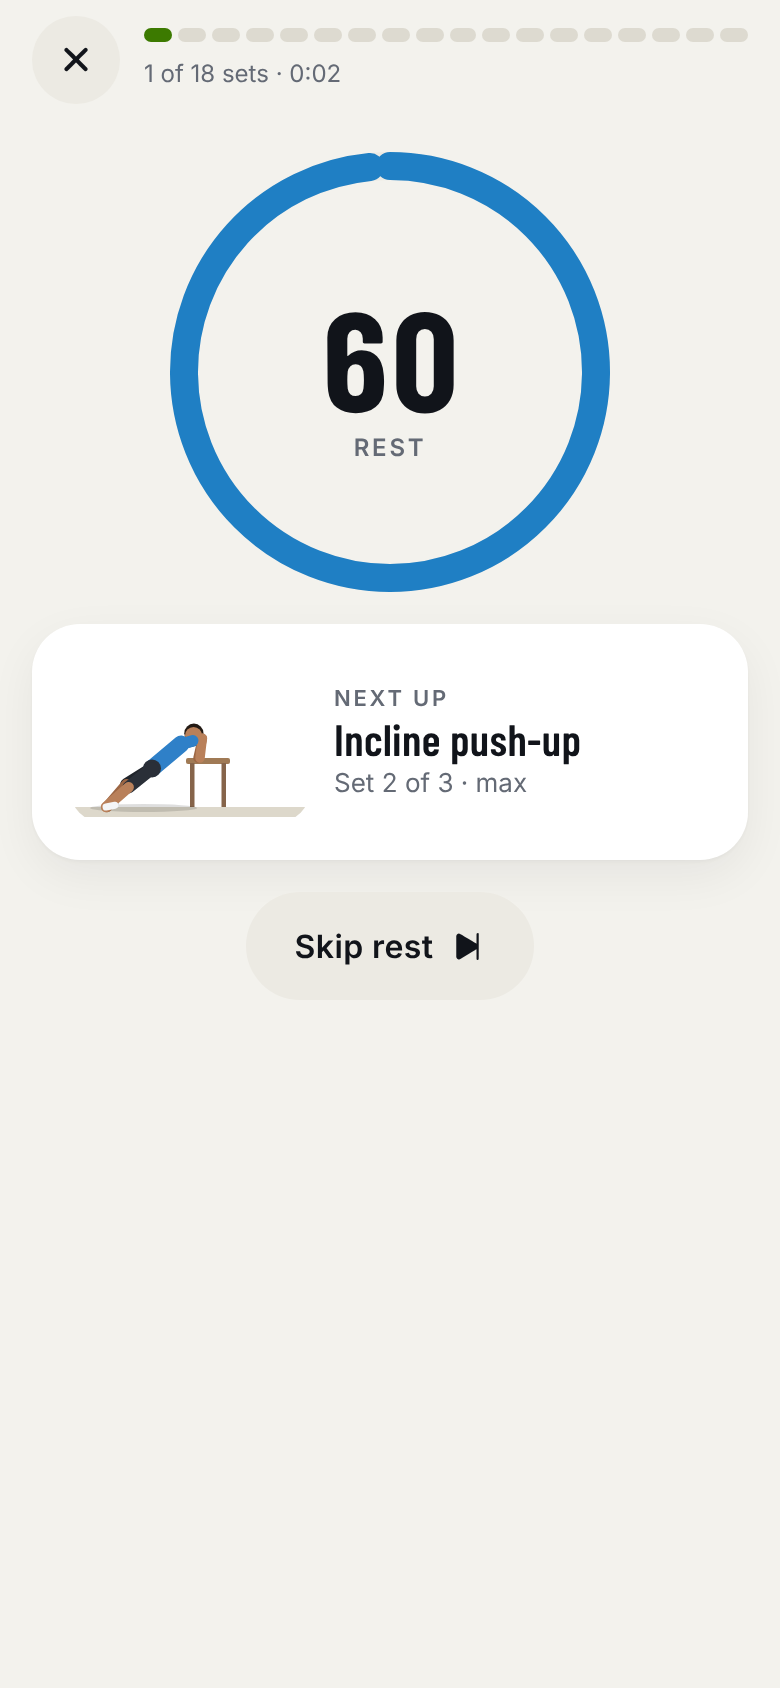 1 of 18 sets · 0:02
60
REST
NEXT UP
Incline push-up
Set 2 of 3 · max
Skip rest